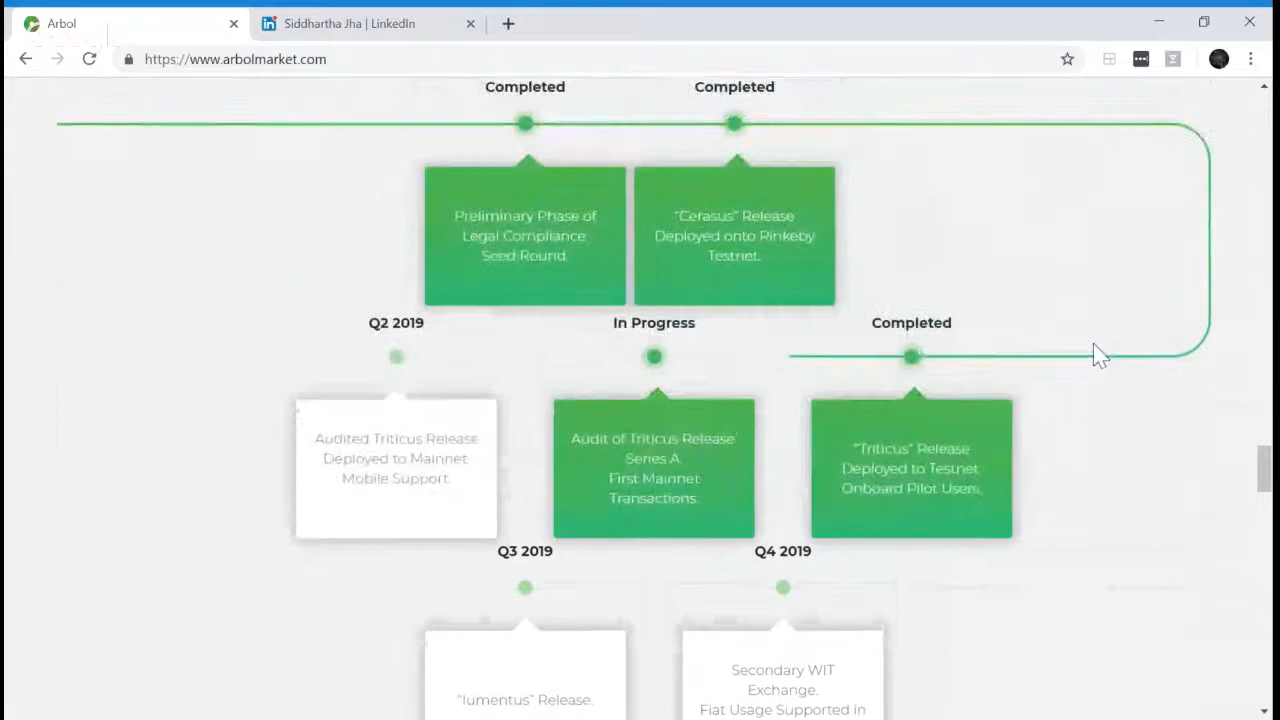 Arbol
Siddhartha Jha | LinkedIn
https://www.arbolmarket.com
Completed
Completed
Preliminary Phase of
Legal Compliance
Seed Round.
"Cerasus" Release
Deployed onto Rinkeby
Testnet.
Q2 2019
In Progress
Completed
Audited Triticus Release
Deployed to Mainnet
Mobile Support.
Audit of Triticus Release
Series A.
First Mainnet
Transactions.
"Triticus" Release
Deployed to Testnet
Onboard Pilot Users.
Q3 2019
Q4 2019
"Iumentus" Release.
Secondary WIT
Exchange.
Fiat Usage Supported in